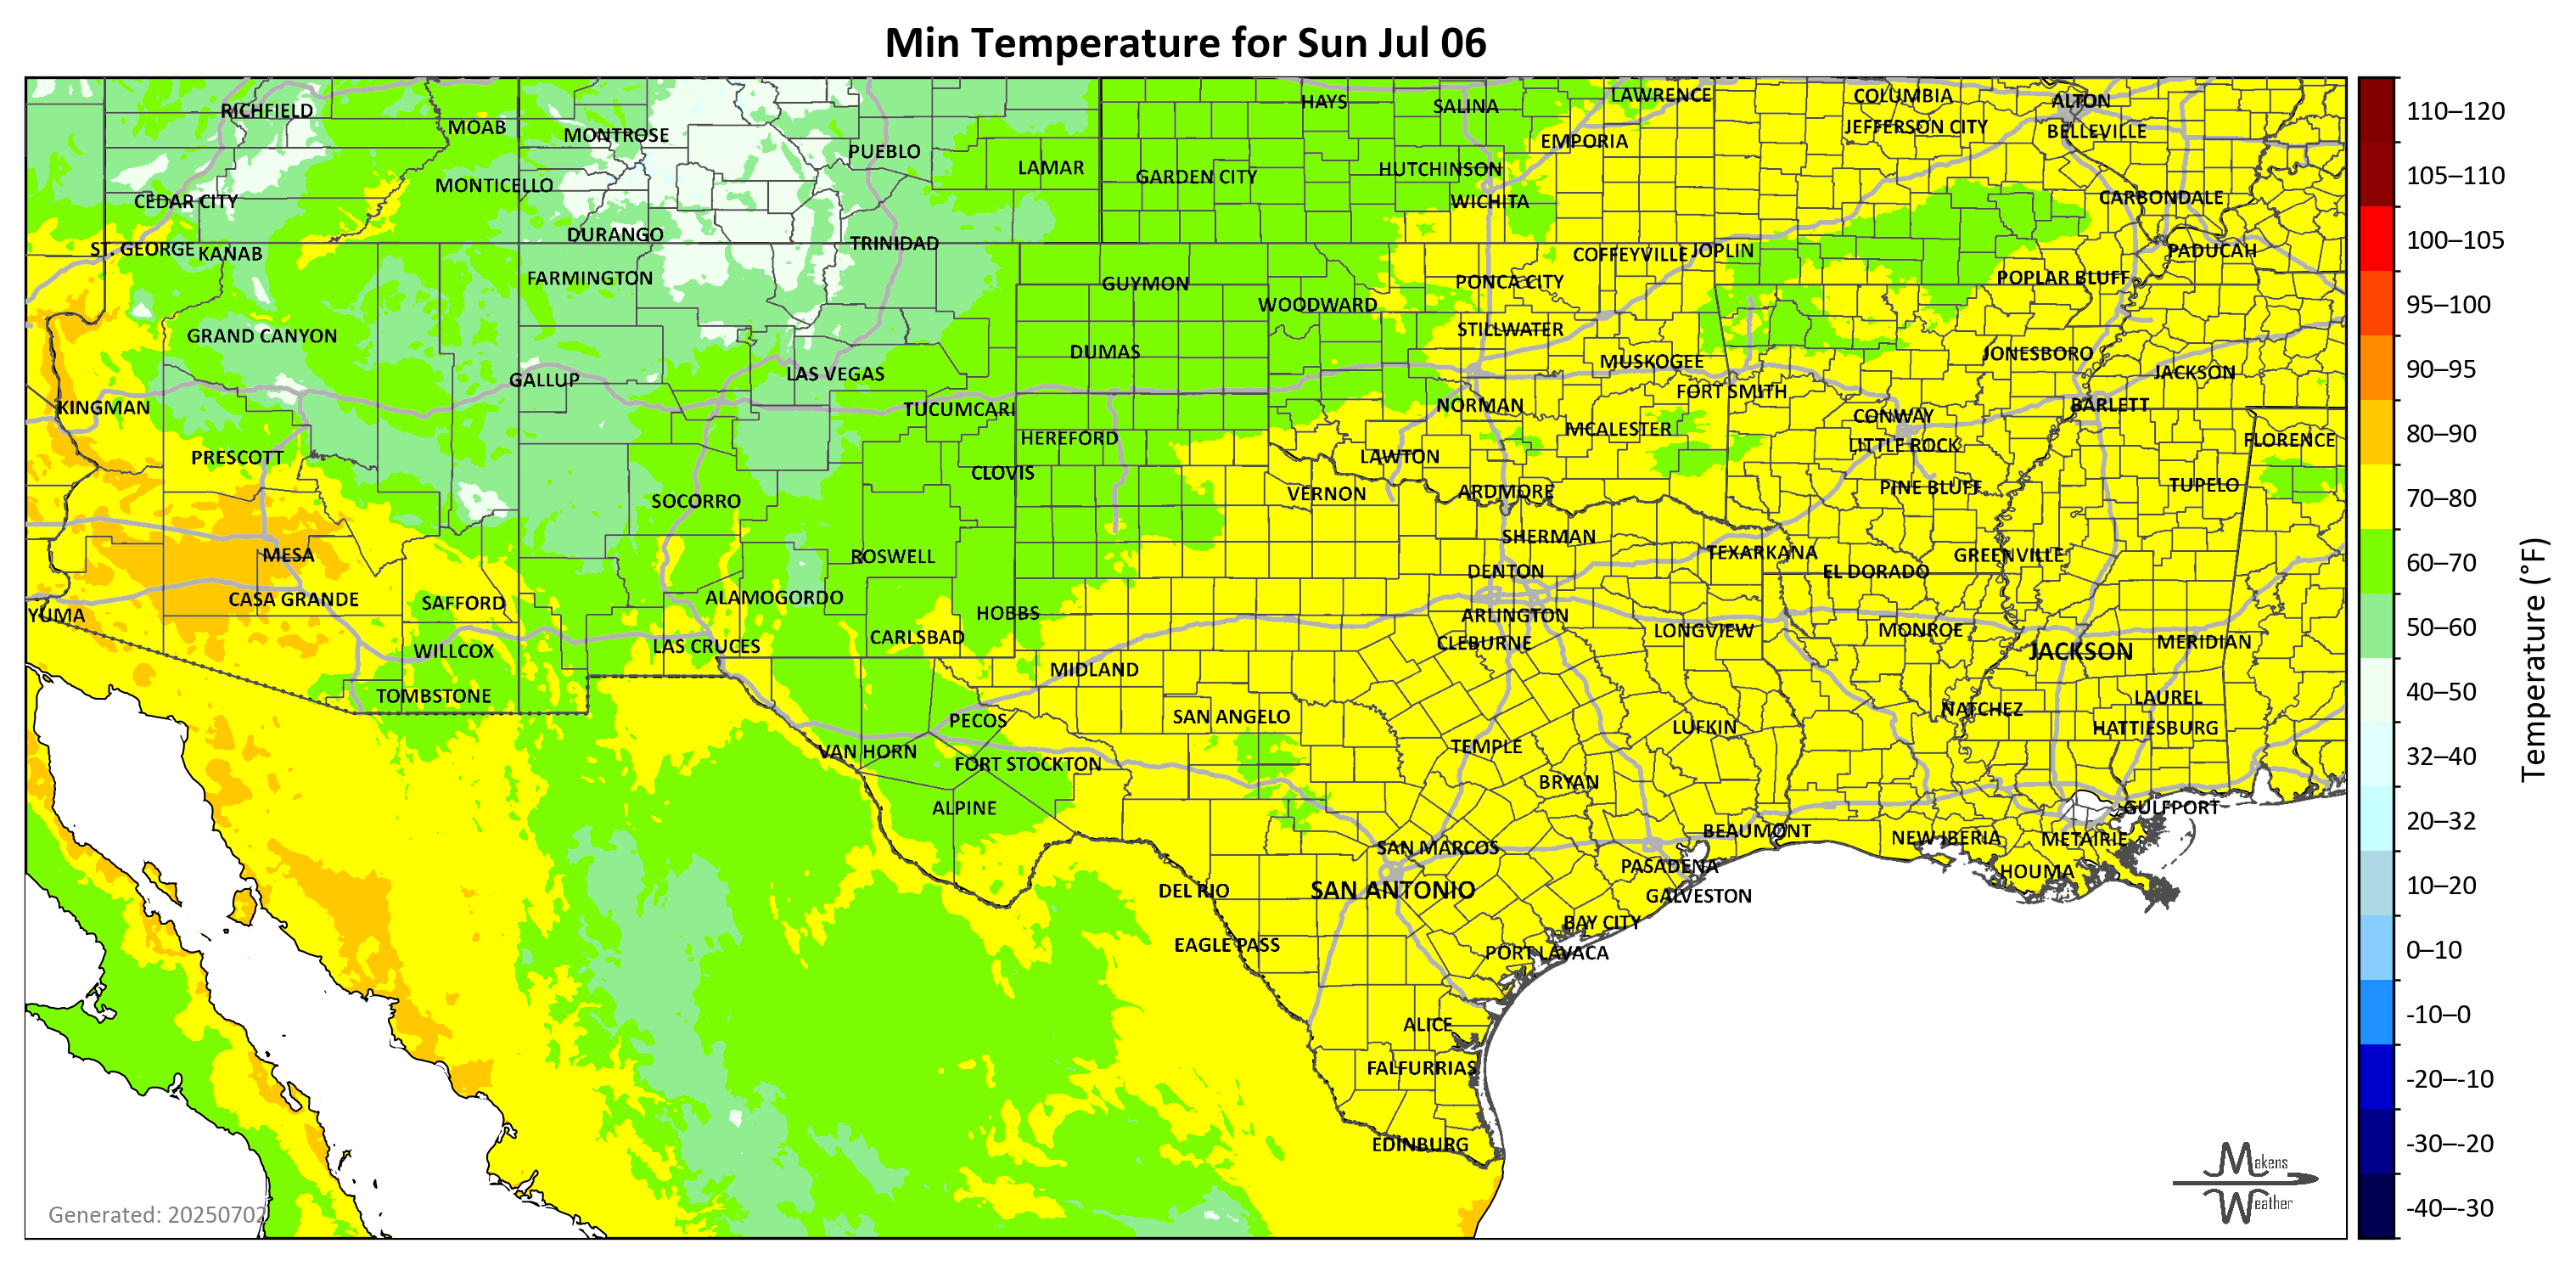 Min Temperature for Sun Jul 06
RICHFIELD
MOAB
MONTROSE
PUEBLO
LAMAR
HAYS
SALINA
LAWRENCE
COLUMBIA
ALTON
EMPORIA
JEFFERSON CITY
BELLEVILLE
CEDAR CITY
MONTICELLO
GARDEN CITY
HUTCHINSON
WICHITA
CARBONDALE
ST. GEORGE
KANAB
DURANGO
TRINIDAD
COFFEYVILLE
JOPLIN
PADUCAH
FARMINGTON
GUYMON
WOODWARD
PONCA CITY
POPLAR BLUFF
GRAND CANYON
DUMAS
STILLWATER
MUSKOGEE
JONESBORO
JACKSON
KINGMAN
GALLUP
LAS VEGAS
TUCUMCARI
NORMAN
FORT SMITH
CONWAY
BARLETT
PRESCOTT
HEREFORD
CLOVIS
LAWTON
MCALESTER
LITTLE ROCK
FLORENCE
SOCORRO
VERNON
ARDMORE
PINE BLUFF
TUPELO
MESA
ROSWELL
SHERMAN
TEXARKANA
GREENVILLE
YUMA
CASA GRANDE
SAFFORD
ALAMOGORDO
HOBBS
DENTON
ARLINGTON
EL DORADO
WILLCOX
LAS CRUCES
CARLSBAD
CLEBURNE
LONGVIEW
MONROE
JACKSON
MERIDIAN
TOMBSTONE
MIDLAND
PECOS
SAN ANGELO
LUFKIN
NATCHEZ
LAUREL
HATTIESBURG
VAN HORN
FORT STOCKTON
TEMPLE
BRYAN
ALPINE
BEAUMONT
NEW IBERIA
METAIRIE
GULFPORT
SAN MARCOS
PASADENA
HOUMA
DEL RIO
SAN ANTONIO
GALVESTON
EAGLE PASS
BAY CITY
PORT LAVACA
ALICE
FALFURRIAS
EDINBURG
Generated: 20250702
Makens
Weather
110–120
105–110
100–105
95–100
90–95
80–90
70–80
60–70
50–60
40–50
32–40
20–32
10–20
0–10
-10–0
-20–-10
-30–-20
-40–-30
Temperature (°F)